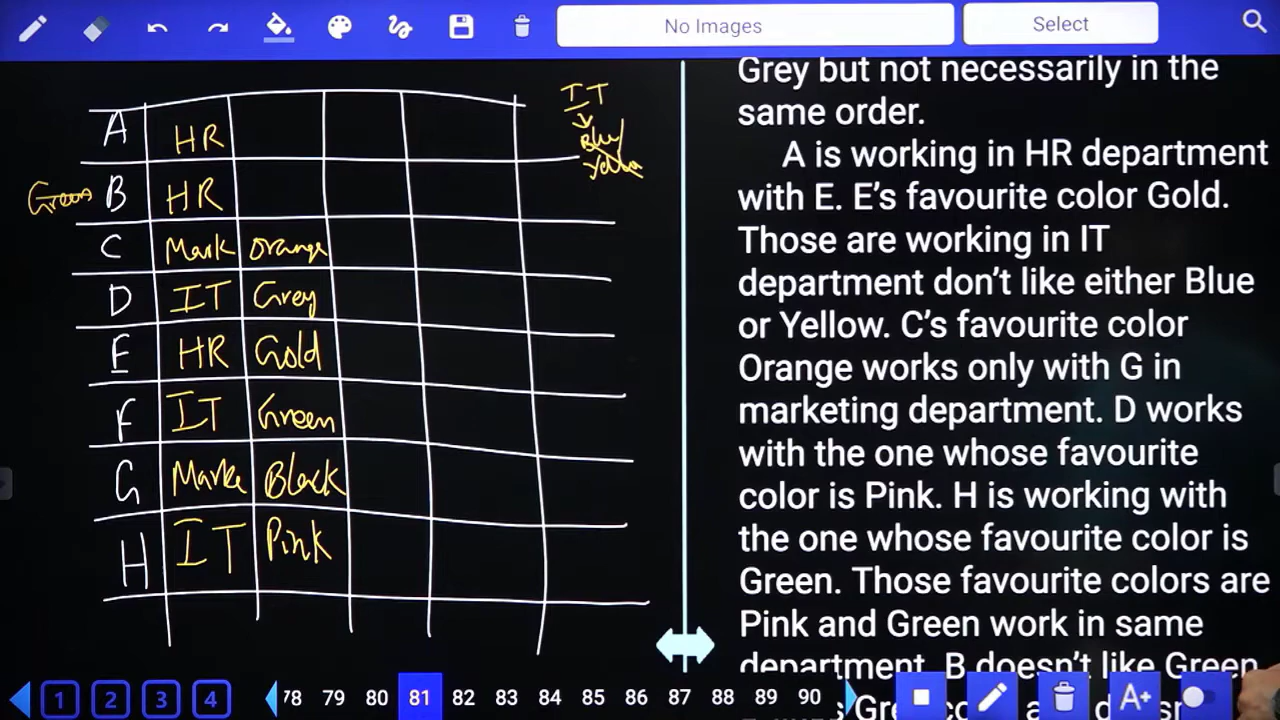 No Images
Select
IT
Blue/
Yellow
A HR
Green B HR
C Mark Orange
D IT Grey
E HR Gold
F IT Green
G Marke Black
H IT Pink
Grey but not necessarily in the
same order.
A is working in HR department
with E. E's favourite color Gold.
Those are working in IT
department don't like either Blue
or Yellow. C's favourite color
Orange works only with G in
marketing department. D works
with the one whose favourite
color is Pink. H is working with
the one whose favourite color is
Green. Those favourite colors are
Pink and Green work in same
department. B doesn't like Green
1 2 3 4 78 79 80 81 82 83 84 85 86 87 88 89 90 A+